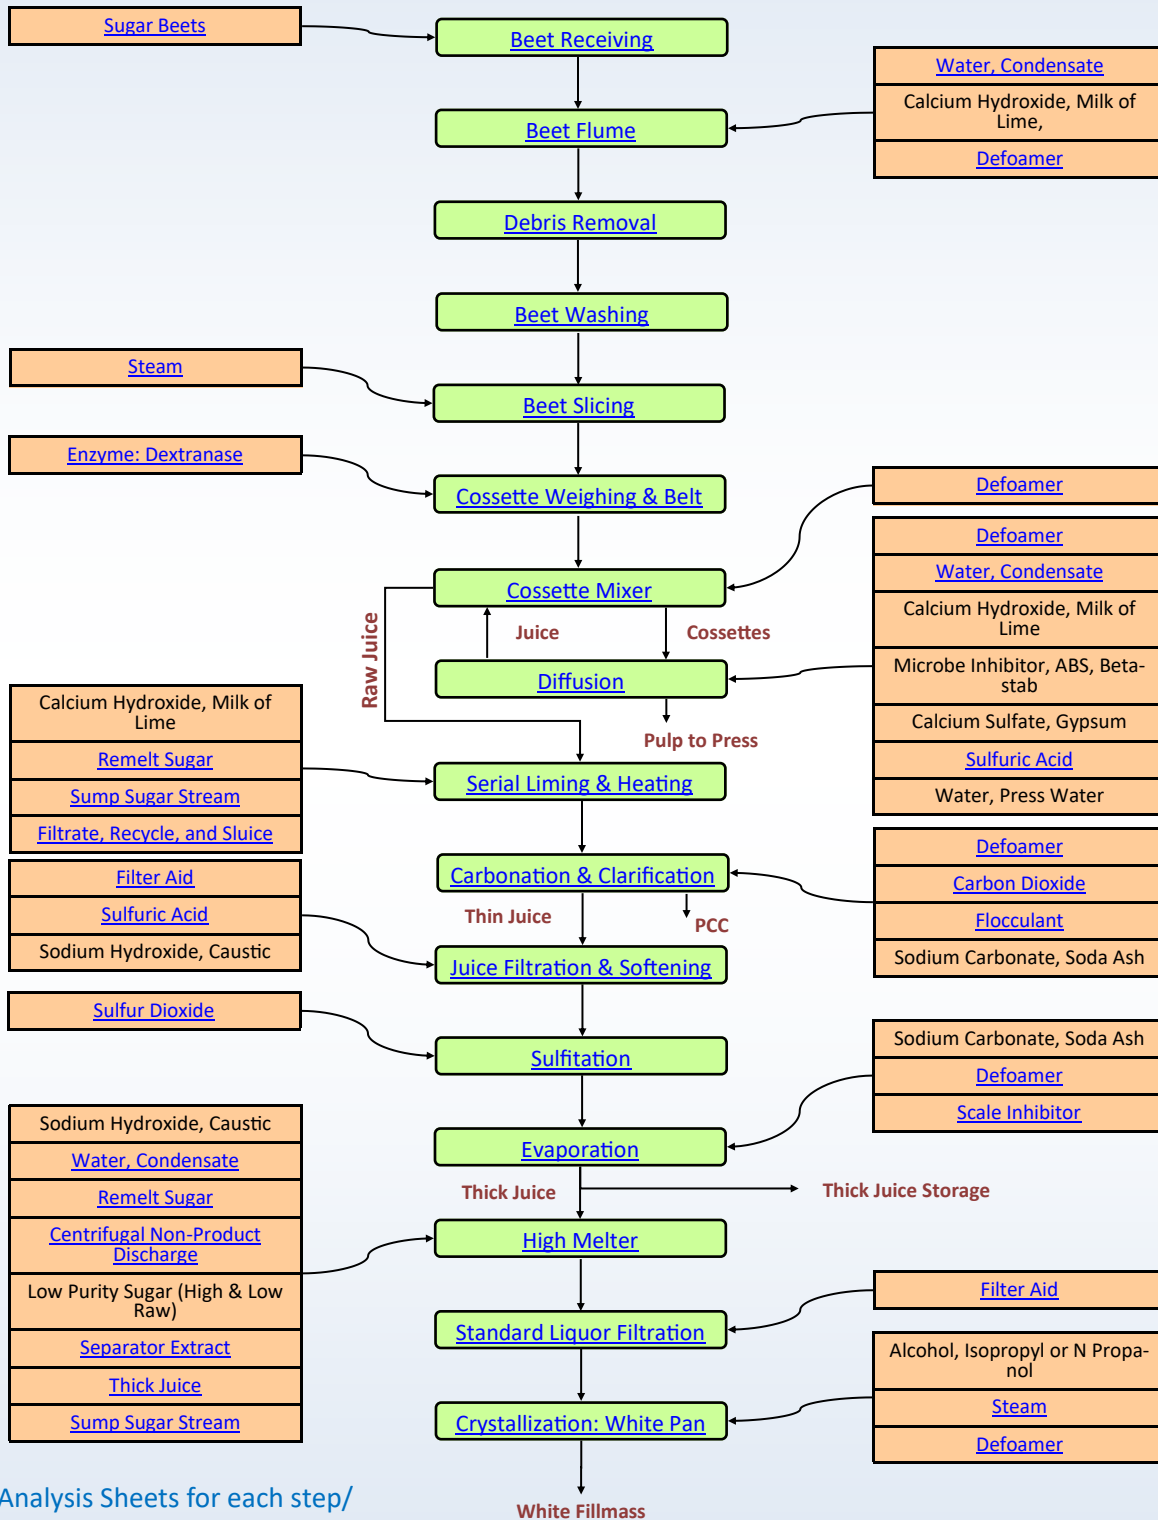 Sugar Beets
Beet Receiving
Water, Condensate
Calcium Hydroxide, Milk of
Lime,
Defoamer
Beet Flume
Debris Removal
Beet Washing
Steam
Beet Slicing
Enzyme: Dextranase
Cossette Weighing & Belt
Defoamer
Defoamer
Water, Condensate
Calcium Hydroxide, Milk of
Lime
Microbe Inhibitor, ABS, Beta-
stab
Calcium Sulfate, Gypsum
Sulfuric Acid
Water, Press Water
Cossette Mixer
Raw Juice
Juice
Cossettes
Diffusion
Pulp to Press
Calcium Hydroxide, Milk of
Lime
Remelt Sugar
Sump Sugar Stream
Filtrate, Recycle, and Sluice
Serial Liming & Heating
Defoamer
Carbon Dioxide
Flocculant
Sodium Carbonate, Soda Ash
Carbonation & Clarification
Thin Juice
PCC
Filter Aid
Sulfuric Acid
Sodium Hydroxide, Caustic
Juice Filtration & Softening
Sulfur Dioxide
Sulfitation
Sodium Carbonate, Soda Ash
Defoamer
Scale Inhibitor
Evaporation
Thick Juice
Thick Juice Storage
Sodium Hydroxide, Caustic
Water, Condensate
Remelt Sugar
Centrifugal Non-Product
Discharge
Low Purity Sugar (High & Low
Raw)
Separator Extract
Thick Juice
Sump Sugar Stream
High Melter
Filter Aid
Standard Liquor Filtration
Alcohol, Isopropyl or N Propa-
nol
Steam
Defoamer
Crystallization: White Pan
Analysis Sheets for each step/
White Fillmass